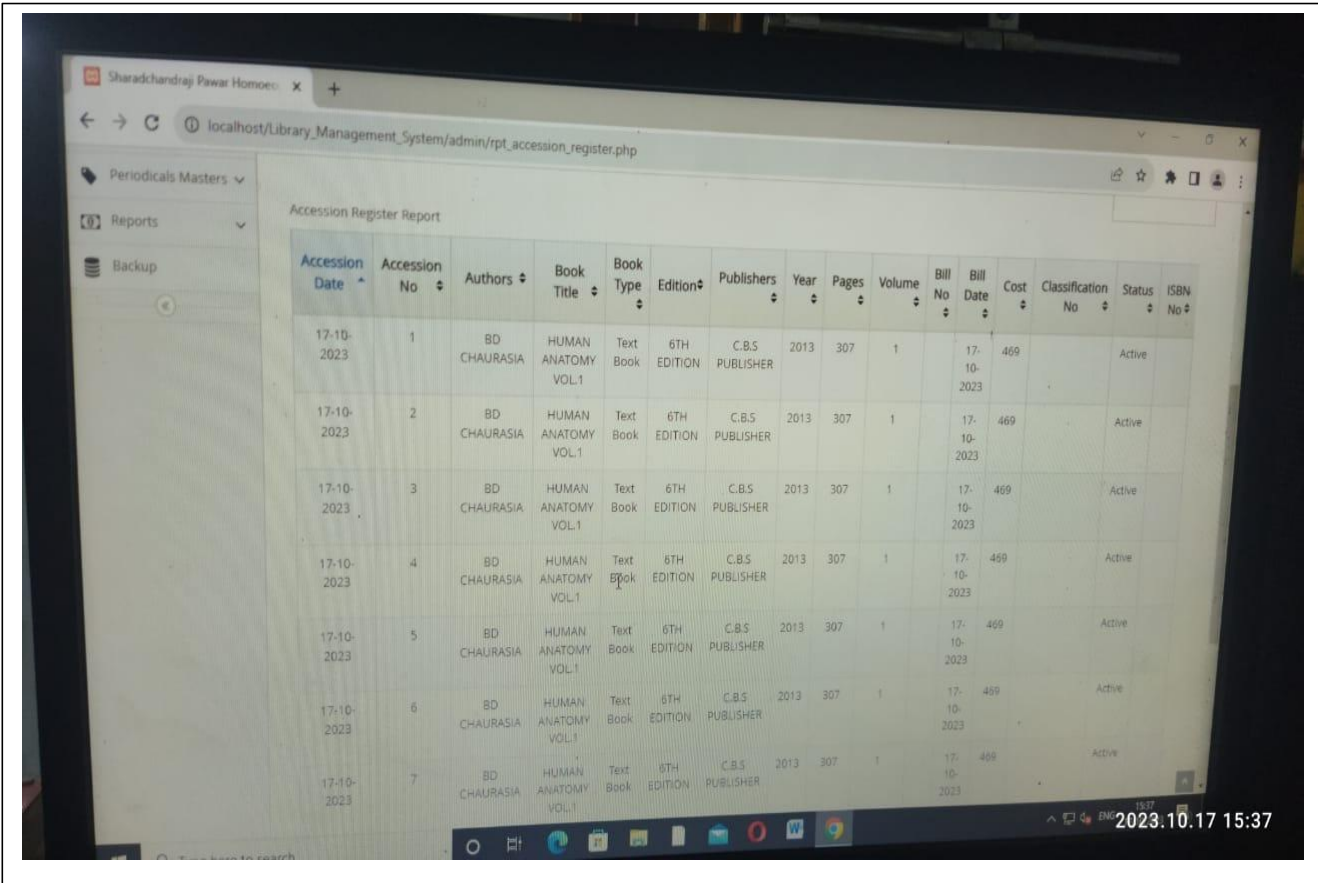 Sharadchandraji Pawar Homoeo
localhost/Library_Management_System/admin/rpt_accession_register.php
Periodicals Masters
Reports
Backup
Accession Register Report
Accession Date Accession No Authors Book Title Book Type Edition Publishers Year Pages Volume Bill No Bill Date Cost Classification No Status ISBN No
17-10-2023 1 BD CHAURASIA HUMAN ANATOMY VOL.1 Text Book 6TH EDITION C.B.S PUBLISHER 2013 307 1 17-10-2023 469 Active
17-10-2023 2 BD CHAURASIA HUMAN ANATOMY VOL.1 Text Book 6TH EDITION C.B.S PUBLISHER 2013 307 1 17-10-2023 469 Active
17-10-2023 3 BD CHAURASIA HUMAN ANATOMY VOL.1 Text Book 6TH EDITION C.B.S PUBLISHER 2013 307 1 17-10-2023 469 Active
17-10-2023 4 BD CHAURASIA HUMAN ANATOMY VOL.1 Text Book 6TH EDITION C.B.S PUBLISHER 2013 307 1 17-10-2023 469 Active
17-10-2023 5 BD CHAURASIA HUMAN ANATOMY VOL.1 Text Book 6TH EDITION C.B.S PUBLISHER 2013 307 1 17-10-2023 469 Active
17-10-2023 6 BD CHAURASIA HUMAN ANATOMY VOL.1 Text Book 6TH EDITION C.B.S PUBLISHER 2013 307 1 17-10-2023 469 Active
17-10-2023 7 BD CHAURASIA HUMAN ANATOMY VOL.1 Text Book 6TH EDITION C.B.S PUBLISHER 2013 307 1 17-10-2023 469 Active
Type here to search
ENG
15:37
2023.10.17 15:37